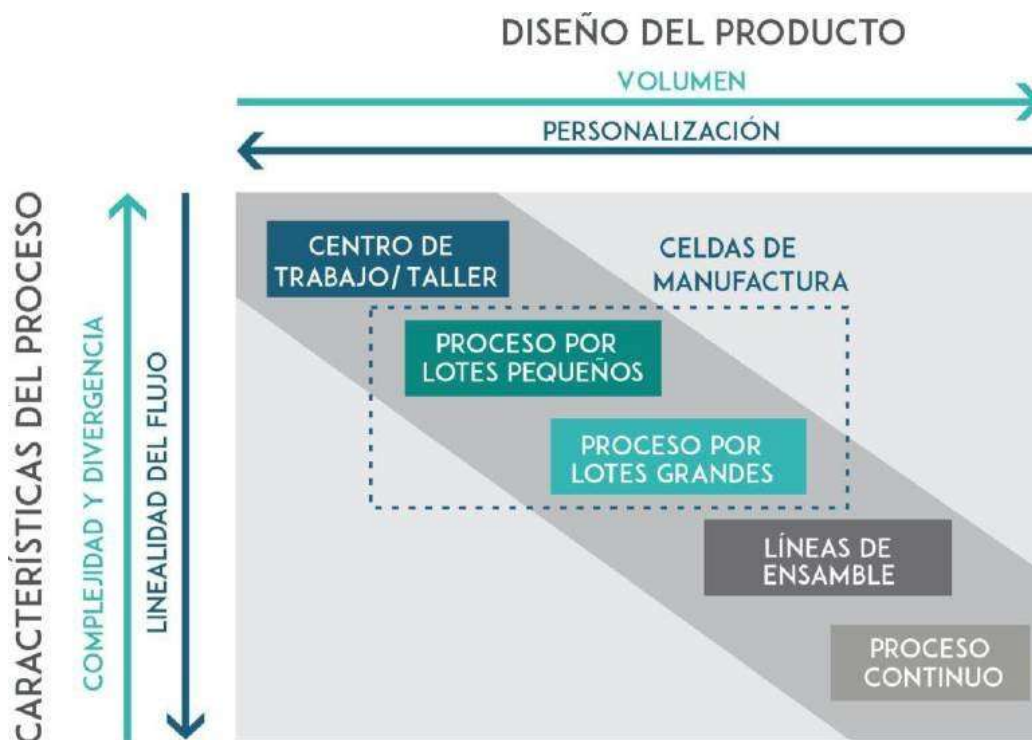 DISEÑO DEL PRODUCTO
VOLUMEN
PERSONALIZACIÓN
CARACTERÍSTICAS DEL PROCESO
COMPLEJIDAD Y DIVERGENCIA
LINEALIDAD DEL FLUJO
CENTRO DE
TRABAJO/ TALLER
CELDAS DE
MANUFACTURA
PROCESO POR
LOTES PEQUEÑOS
PROCESO POR
LOTES GRANDES
LÍNEAS DE
ENSAMBLE
PROCESO
CONTINUO